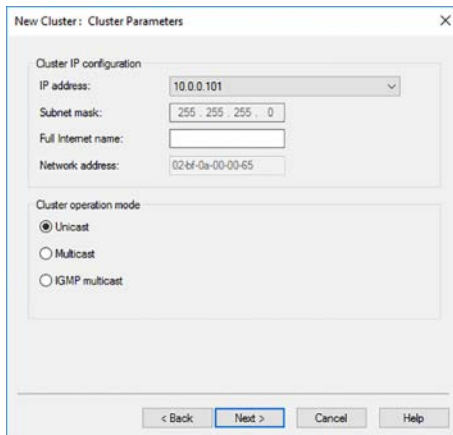 New Cluster : Cluster Parameters
Cluster IP configuration
IP address: 10.0.0.101
Subnet mask: 255 . 255 . 255 . 0
Full Internet name:
Network address: 02-bf-0a-00-00-65
Cluster operation mode
Unicast
Multicast
IGMP multicast
< Back Next > Cancel Help